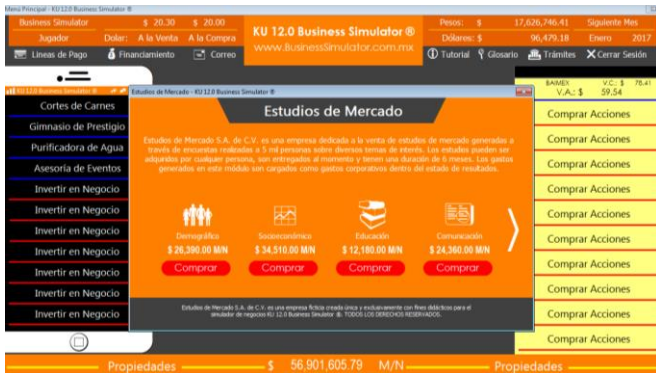 Menú Principal - KU 12.0 Business Simulator ®
Business Simulator $ 20.30 $ 20.00 KU 12.0 Business Simulator ® Pesos: $ 17,626,746.41 Siguiente Mes
Jugador Dolar: A la Venta A la Compra www.BusinessSimulator.com.mx Dólares: $ 96,479.18 Enero 2017
Lineas de Pago Financiamiento Correo Tutorial Glosario Trámites Cerrar Sesión
KU 12.0 Business Simulator ®
Cortes de Carnes
Gimnasio de Prestigio
Purificadora de Agua
Asesoría de Eventos
Invertir en Negocio
Invertir en Negocio
Invertir en Negocio
Invertir en Negocio
Invertir en Negocio
Invertir en Negocio
Invertir en Negocio
Estudios de Mercado - KU 12.0 Business Simulator ®
Estudios de Mercado
Estudios de Mercado S.A. de C.V. es una empresa dedicada a la venta de estudios de mercado generadas a
través de encuestas realizadas a 5 mil personas sobre diversos temas de interés. Los estudios pueden ser
adquiridos por cualquier persona, son entregados al momento y tienen una duración de 6 meses. Los gastos
generados en este módulo son cargados como gastos corporativos dentro del estado de resultados.
Demográfico Socioeconómico Educación Comunicación
$ 26,390.00 M/N $ 34,510.00 M/N $ 12,180.00 M/N $ 24,360.00 M/N
Comprar Comprar Comprar Comprar
Estudios de Mercado S.A. de C.V. es una empresa ficticia creada única y exclusivamente con fines didácticos para el
simulador de negocios KU 12.0 Business Simulator ®. TODOS LOS DERECHOS RESERVADOS.
V.C.: $ 76.41
V.A.: $ 59.54
Comprar Acciones
Comprar Acciones
Comprar Acciones
Comprar Acciones
Comprar Acciones
Comprar Acciones
Comprar Acciones
Comprar Acciones
Comprar Acciones
Comprar Acciones
Propiedades $ 56,901,605.79 M/N Propiedades